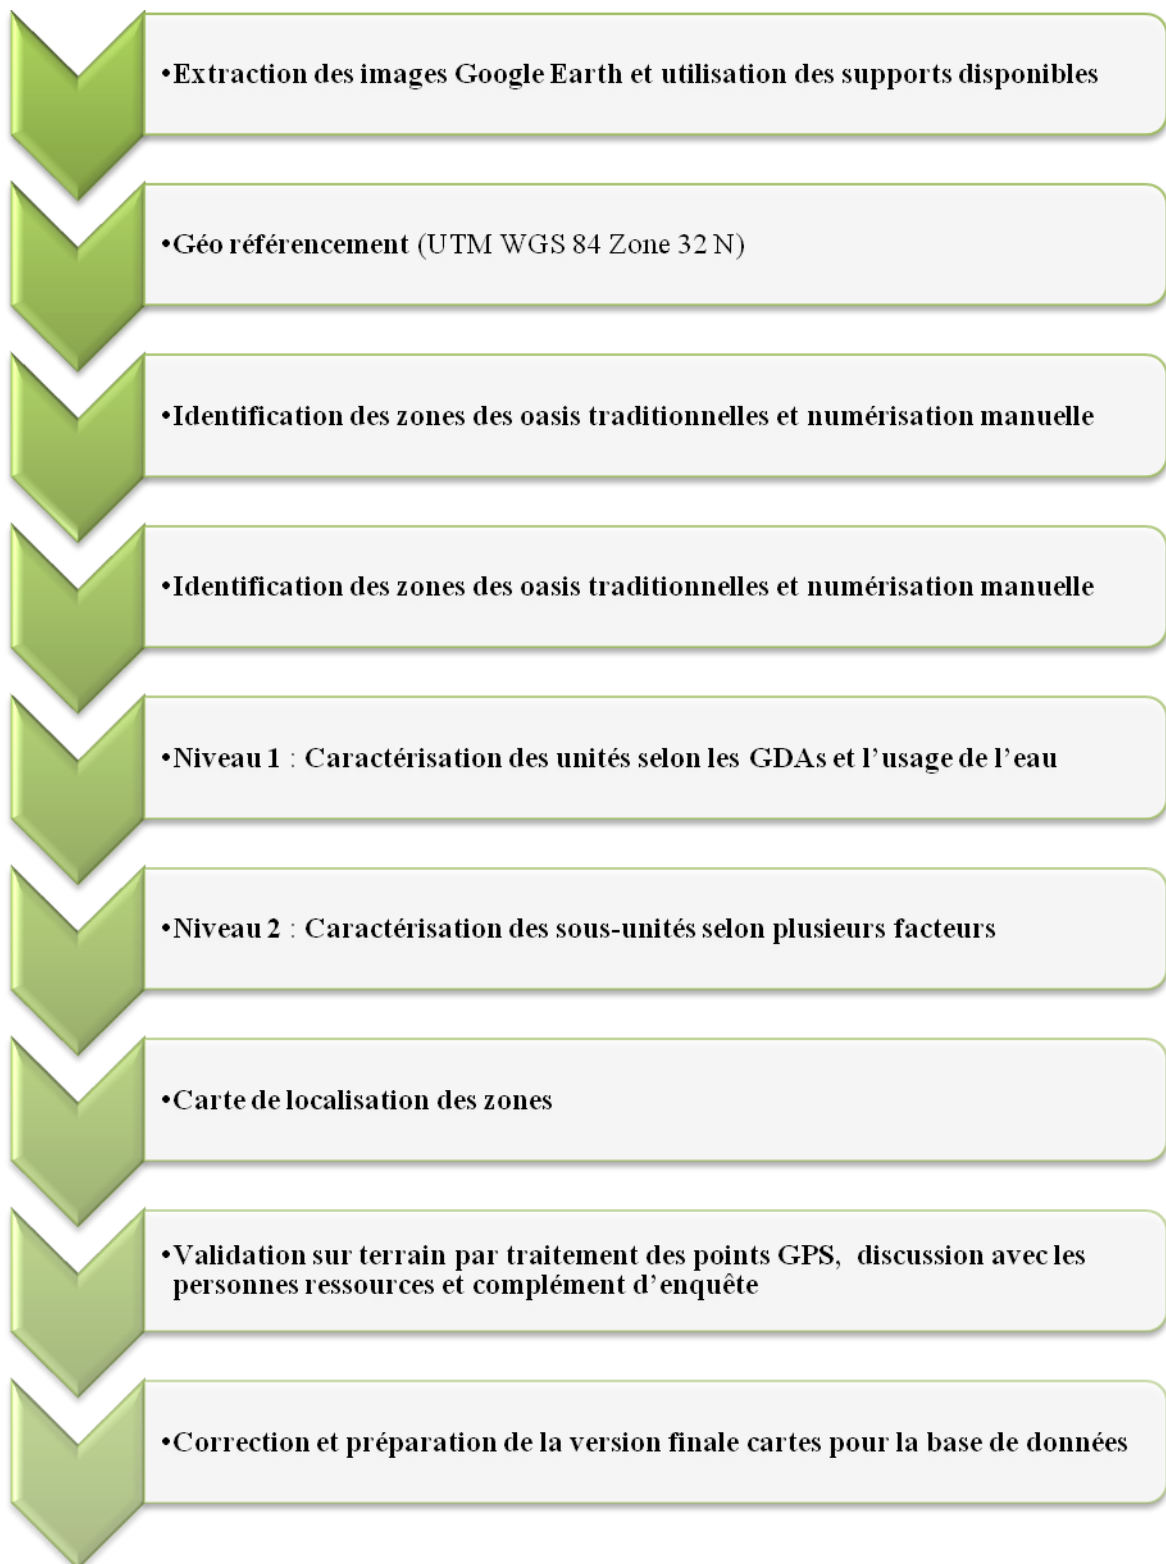 •Extraction des images Google Earth et utilisation des supports disponibles
•Géo référencement (UTM WGS 84 Zone 32 N)
•Identification des zones des oasis traditionnelles et numérisation manuelle
•Identification des zones des oasis traditionnelles et numérisation manuelle
•Niveau 1 : Caractérisation des unités selon les GDAs et l’usage de l’eau
•Niveau 2 : Caractérisation des sous-unités selon plusieurs facteurs
•Carte de localisation des zones
•Validation sur terrain par traitement des points GPS, discussion avec les
personnes ressources et complément d’enquête
•Correction et préparation de la version finale cartes pour la base de données